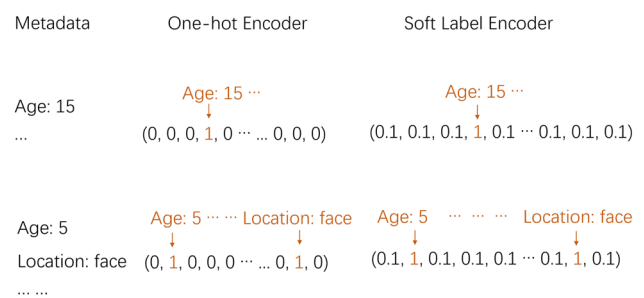 Metadata One-hot Encoder Soft Label Encoder
Age: 15 ··· Age: 15 ···
Age: 15
... (0, 0, 0, 1, 0 ··· ... 0, 0, 0) (0.1, 0.1, 0.1, 1, 0.1 ··· 0.1, 0.1, 0.1)
Age: 5 ··· ··· Location: face Age: 5 ··· ··· ··· Location: face
Age: 5
Location: face (0, 1, 0, 0, 0 ··· ... 0, 1, 0) (0.1, 1, 0.1, 0.1, 0.1 ··· 0.1, 1, 0.1)
... ...